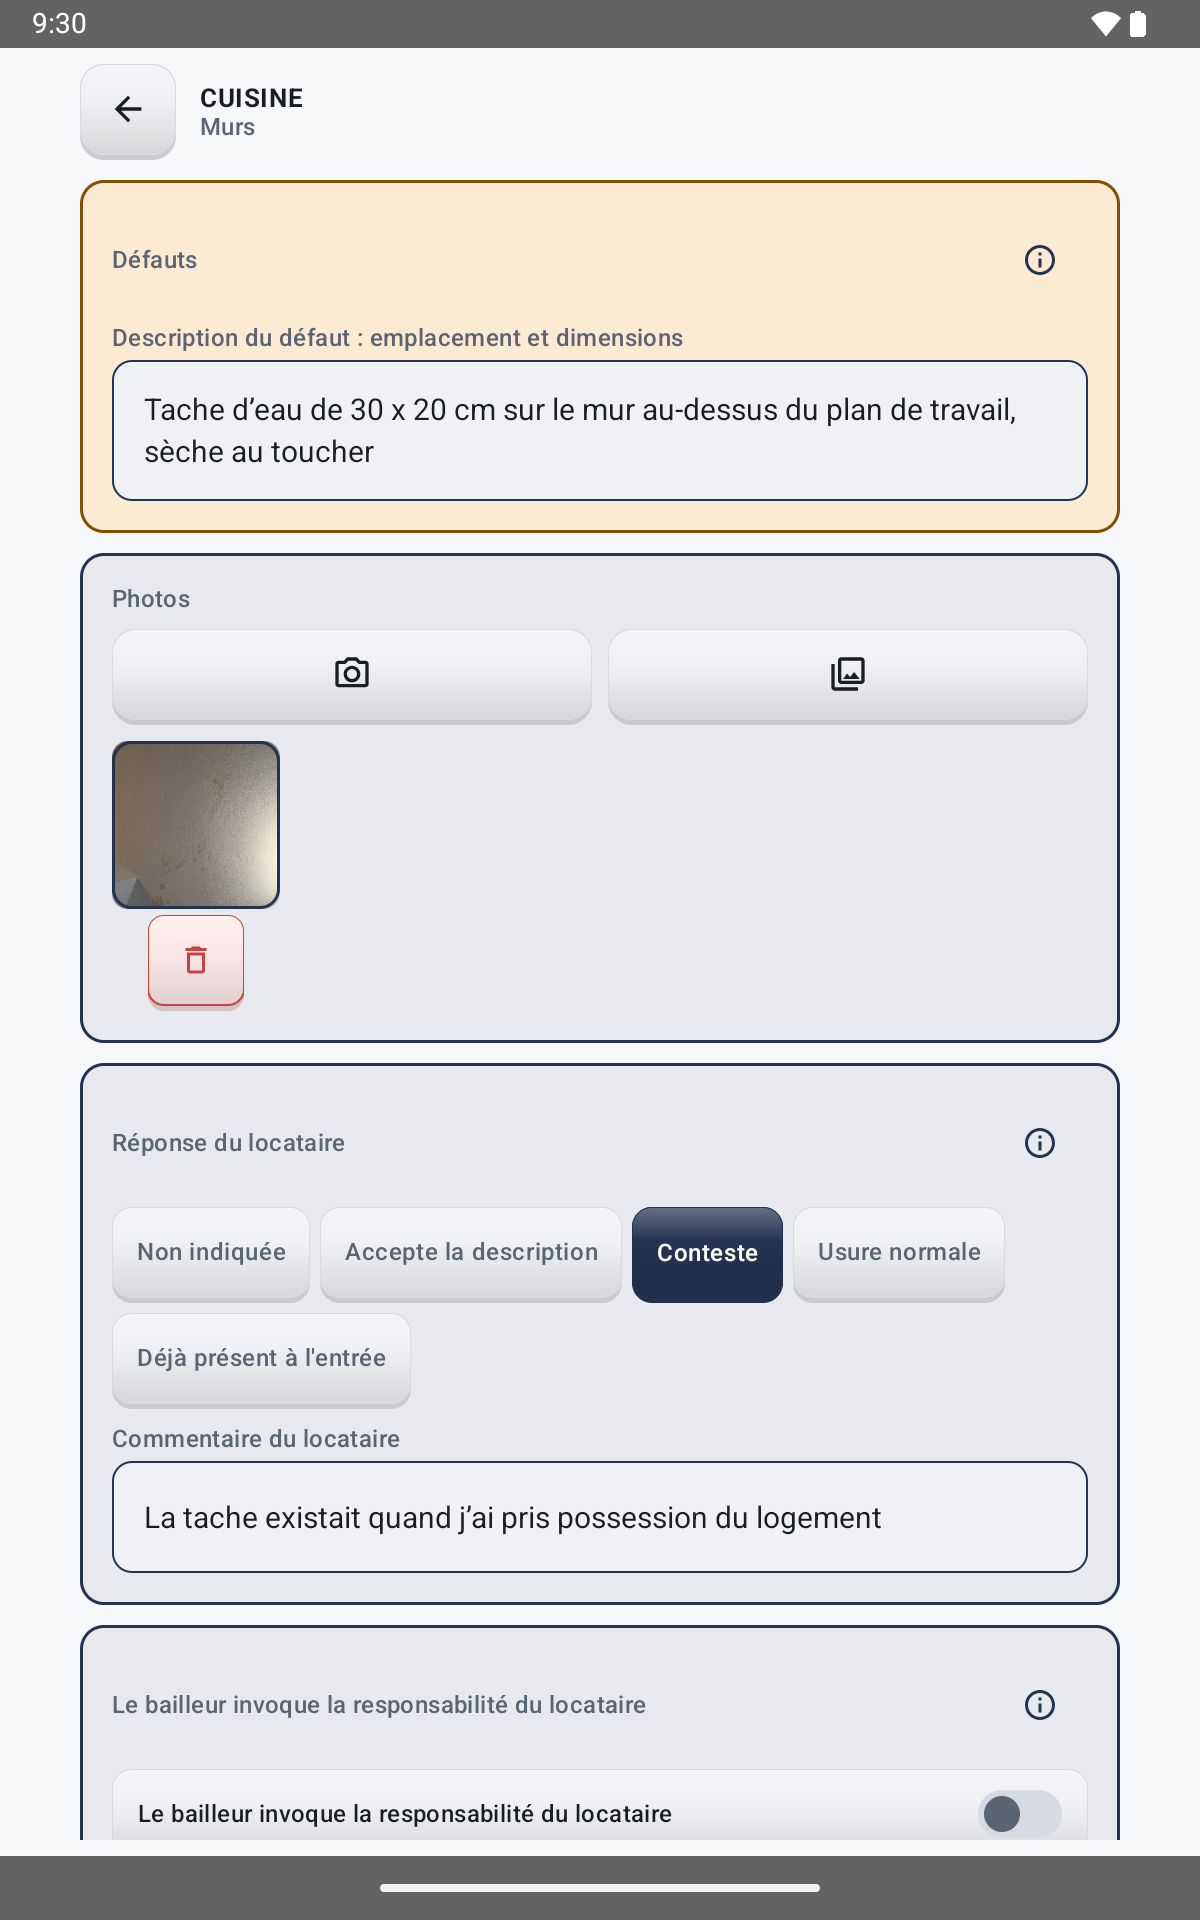 9:30
CUISINE
Murs
Défauts
Description du défaut : emplacement et dimensions
Tache d’eau de 30 x 20 cm sur le mur au-dessus du plan de travail,
sèche au toucher
Photos
Réponse du locataire
Non indiquée
Accepte la description
Conteste
Usure normale
Déjà présent à l'entrée
Commentaire du locataire
La tache existait quand j’ai pris possession du logement
Le bailleur invoque la responsabilité du locataire
Le bailleur invoque la responsabilité du locataire